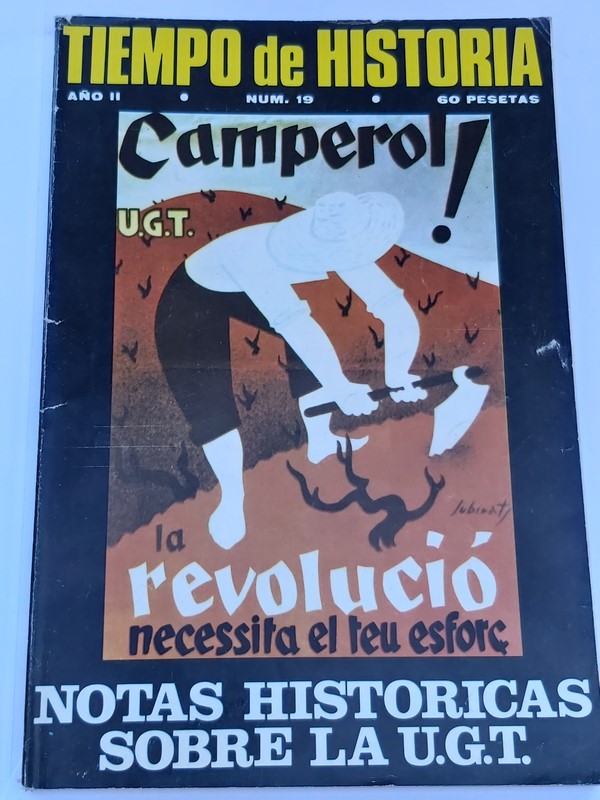 TIEMPO de HISTORIA
AÑO II • NUM. 19 • 60 PESETAS
Camperol!
U.G.T.
la
revolució
necessita el teu esforç
NOTAS HISTORICAS
SOBRE LA U.G.T.